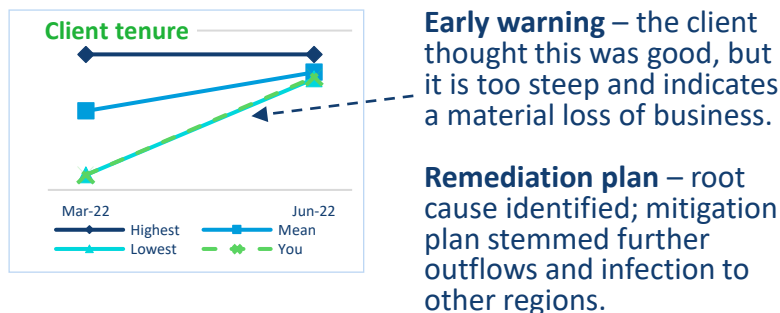 Client tenure
Mar-22
Jun-22
Highest
Mean
Lowest
You
Early warning – the client
thought this was good, but
it is too steep and indicates
a material loss of business.
Remediation plan – root
cause identified; mitigation
plan stemmed further
outflows and infection to
other regions.